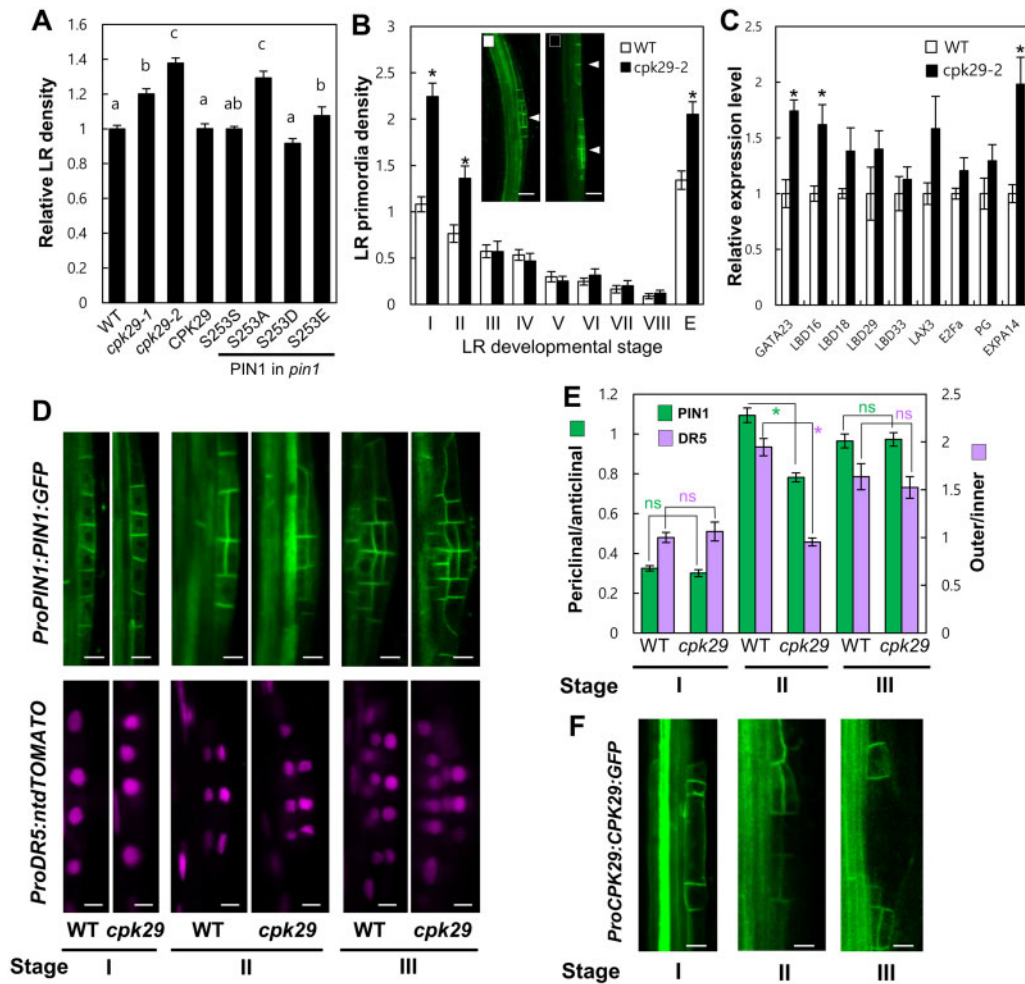 A
Relative LR density
1.6
1.4
1.2
1
0.8
0.6
0.4
0.2
0
a
b
c
a
ab
c
a
b
WT
cpk29-1
cpk29-2
CPK29
S253S
S253A
S253D
S253E
PIN1 in pin1
B
LR primordia density
3
2.5
2
1.5
1
0.5
0
WT
cpk29-2
*
*
*
I II III IV V VI VII VIII E
LR developmental stage
C
Relative expression level
2.5
2
1.5
1
0.5
0
WT
cpk29-2
*
*
*
GATA23
LBD16
LBD18
LBD29
LBD33
LAX3
E2Fa
PG
EXPA14
D
ProPIN1:PIN1:GFP
ProDR5:ntdTOMATO
WT cpk29 WT cpk29 WT cpk29
Stage I II III
E
Periclinal/anticlinal
1.2
1
0.8
0.6
0.4
0.2
0
PIN1
DR5
ns
ns
*
*
ns
ns
2.5
2
1.5
1
0.5
0
Outer/inner
WT cpk29 WT cpk29 WT cpk29
Stage I II III
F
ProCPK29:CPK29:GFP
I II III